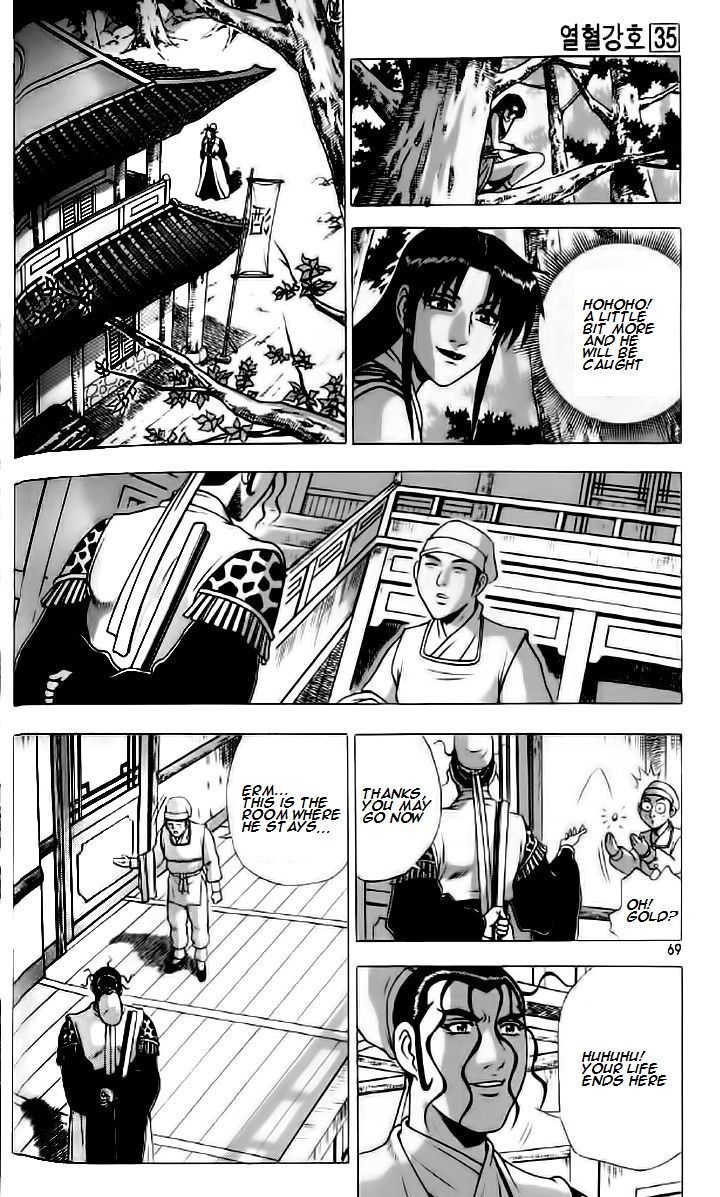 열혈강호 35
HOHOHO!
A LITTLE
BIT MORE
AND HE
WILL BE
CAUGHT
ERM...
THIS IS THE
ROOM WHERE
HE STAYS...
THANKS,
YOU MAY
GO NOW
OH!
GOLD?
69
HUHUHU!
YOUR LIFE
ENDS HERE